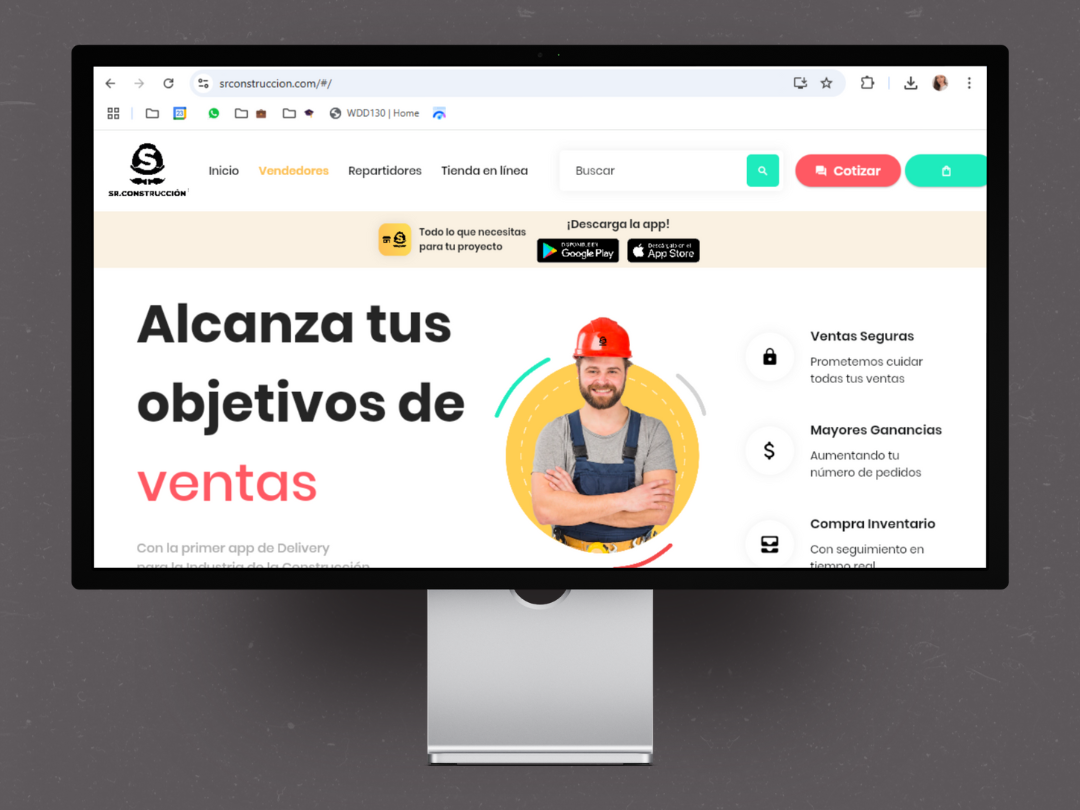 srconstruccion.com/#/
WDD130 | Home
S
SR.CONSTRUCCIÓN
Inicio
Vendedores
Repartidores
Tienda en línea
Buscar
Cotizar
Todo lo que necesitas
para tu proyecto
¡Descarga la app!
DISPONIBLE EN
Google Play
Descárgalo en el
App Store
Alcanza tus
objetivos de
ventas
Con la primer app de Delivery
para la Industria de la Construcción
Ventas Seguras
Prometemos cuidar
todas tus ventas
Mayores Ganancias
Aumentando tu
número de pedidos
Compra Inventario
Con seguimiento en
tiempo real